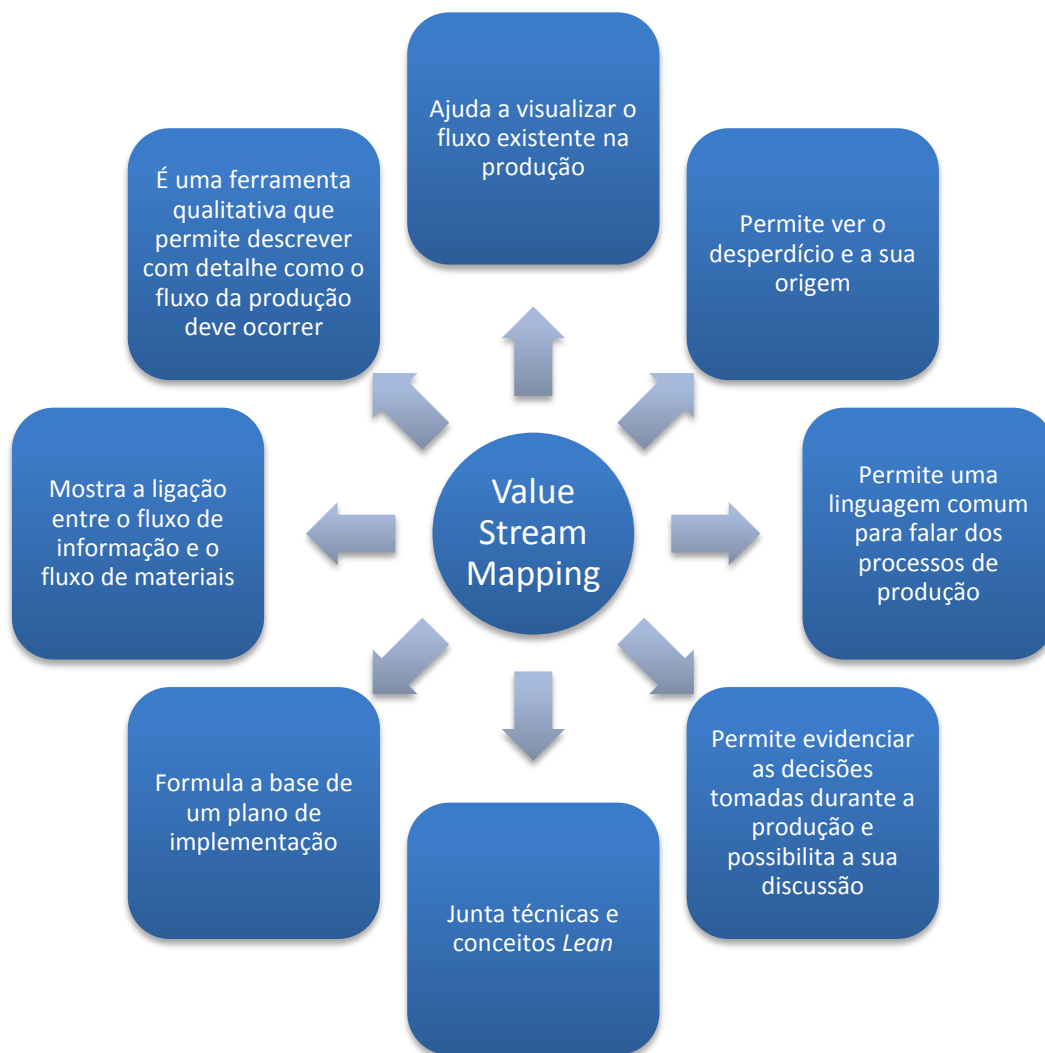 Ajuda a visualizar o
fluxo existente na
produção
Permite ver o
desperdício e a sua
origem
Permite uma
linguagem comum
para falar dos
processos de
produção
Permite evidenciar
as decisões
tomadas durante a
produção e
possibilita a sua
discussão
Junta técnicas e
conceitos Lean
Formula a base de
um plano de
implementação
Mostra a ligação
entre o fluxo de
informação e o
fluxo de materiais
É uma ferramenta
qualitativa que
permite descrever
com detalhe como o
fluxo da produção
deve ocorrer
Value
Stream
Mapping